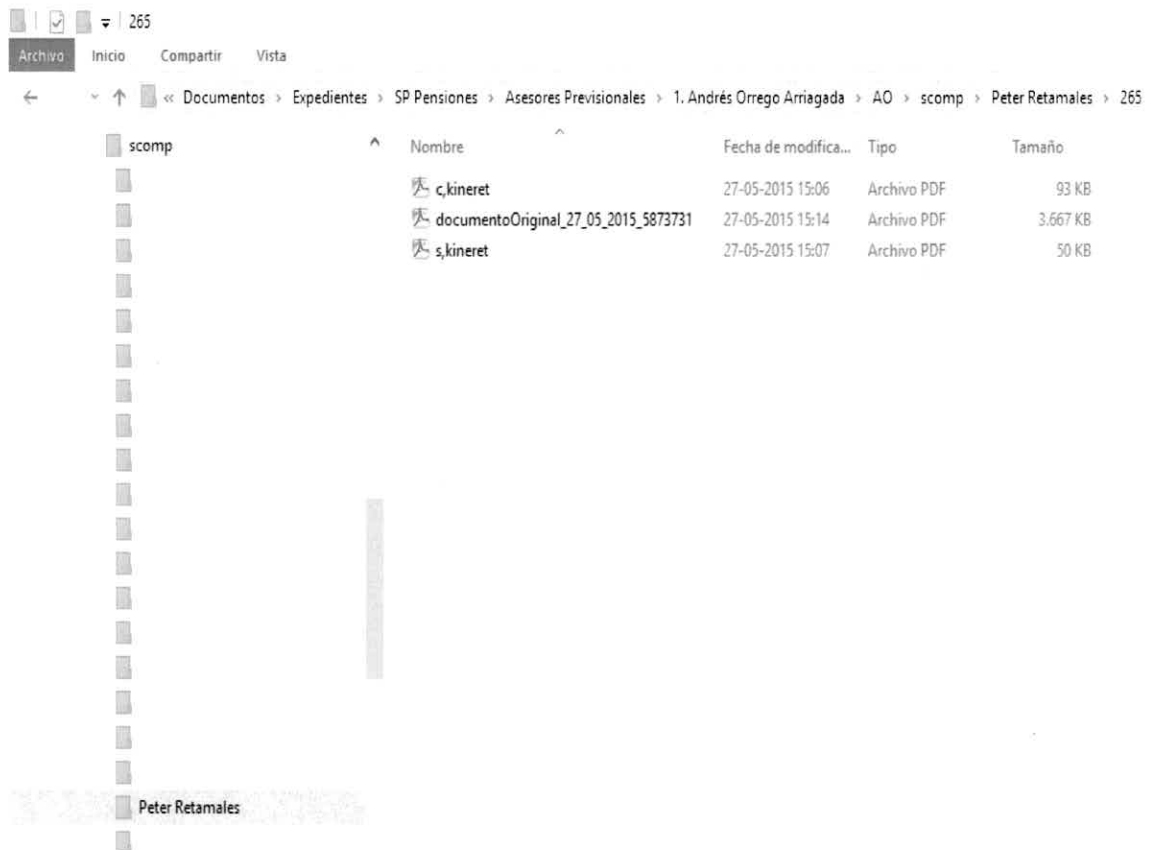 265
Archivo Inicio Compartir Vista
« Documentos > Expedientes > SP Pensiones > Asesores Previsionales > 1. Andrés Orrego Arriagada > AO > scomp > Peter Retamales > 265
scomp Nombre Fecha de modifica... Tipo Tamaño
c,kineret 27-05-2015 15:06 Archivo PDF 93 KB
documentoOriginal_27_05_2015_5873731 27-05-2015 15:14 Archivo PDF 3.667 KB
s,kineret 27-05-2015 15:07 Archivo PDF 50 KB
Peter Retamales